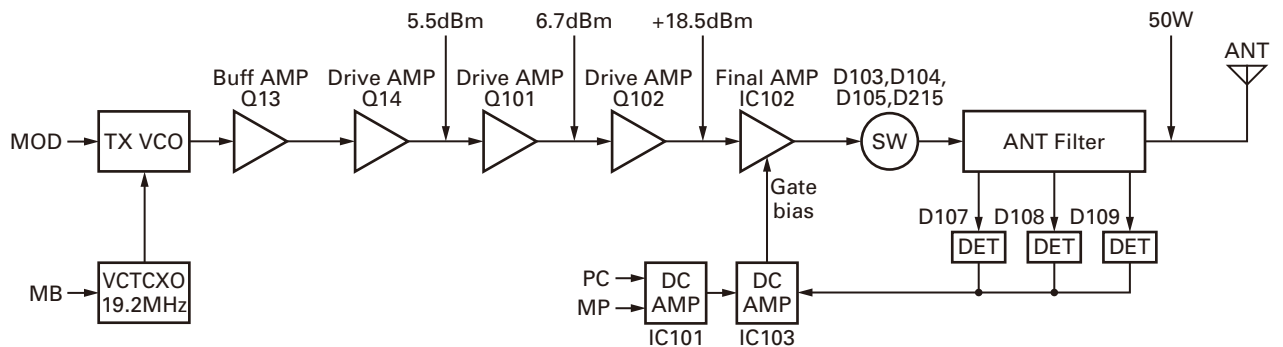 5.5dBm
6.7dBm
+18.5dBm
50W
ANT
Buff AMP
Q13
Drive AMP
Q14
Drive AMP
Q101
Drive AMP
Q102
Final AMP
IC102
D103,D104,
D105,D215
MOD
TX VCO
SW
ANT Filter
Gate
bias
D107
D108
D109
DET
DET
DET
MB
VCTCXO
19.2MHz
PC
MP
DC
AMP
IC101
DC
AMP
IC103